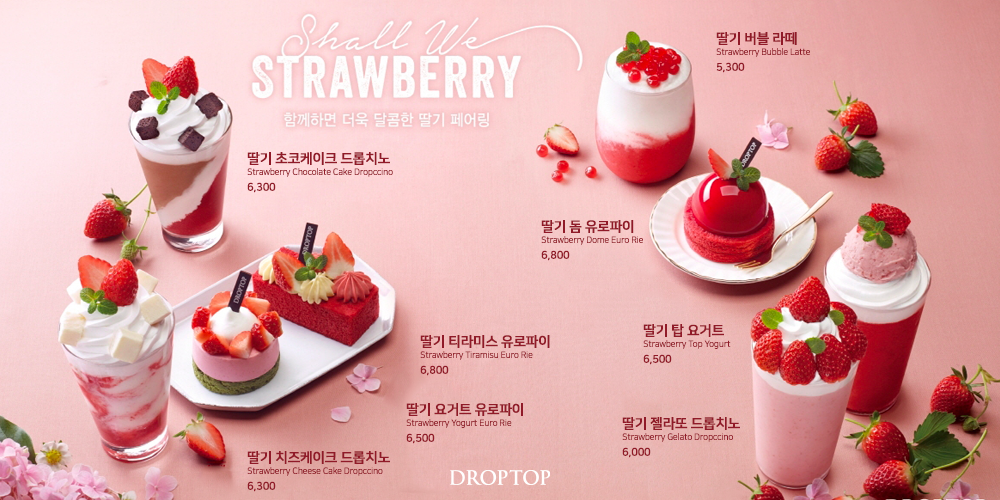 Shall We
STRAWBERRY
함께하면 더욱 달콤한 딸기 페어링
딸기 초코케이크 드롭치노
Strawberry Chocolate Cake Dropccino
6,300
딸기 버블 라떼
Strawberry Bubble Latte
5,300
딸기 돔 유로파이
Strawberry Dome Euro Rie
6,800
딸기 티라미스 유로파이
Strawberry Tiramisu Euro Rie
6,800
딸기 요거트 유로파이
Strawberry Yogurt Euro Rie
6,500
딸기 치즈케이크 드롭치노
Strawberry Cheese Cake Dropccino
6,300
딸기 탑 요거트
Strawberry Top Yogurt
6,500
딸기 젤라또 드롭치노
Strawberry Gelato Dropccino
6,000
DROPTOP
DROPTOP
DROPTOP
DROPTOP